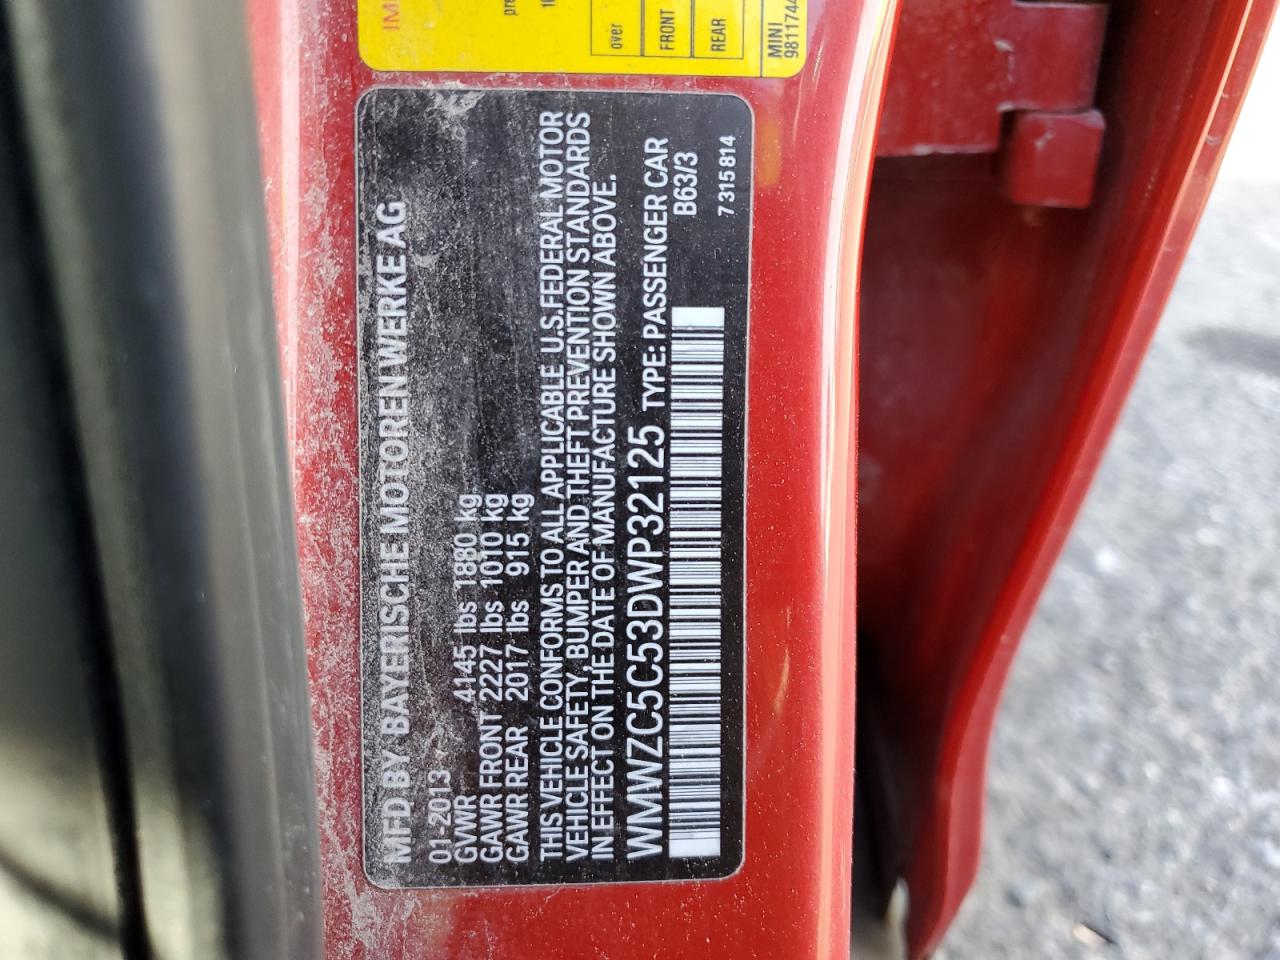 MFD BY BAYERISCHE MOTOREN WERKE AG
01-2013
GVWR 4145 lbs 1880 kg
GAWR FRONT 2227 lbs 1010 kg
GAWR REAR 2017 lbs 915 kg
THIS VEHICLE CONFORMS TO ALL APPLICABLE U.S.FEDERAL MOTOR
VEHICLE SAFETY, BUMPER AND THEFT PREVENTION STANDARDS
IN EFFECT ON THE DATE OF MANUFACTURE SHOWN ABOVE.
WMWZC5C53DWP32125 TYPE: PASSENGER CAR
B63/3
7 315 814
over
FRONT
REAR
MINI